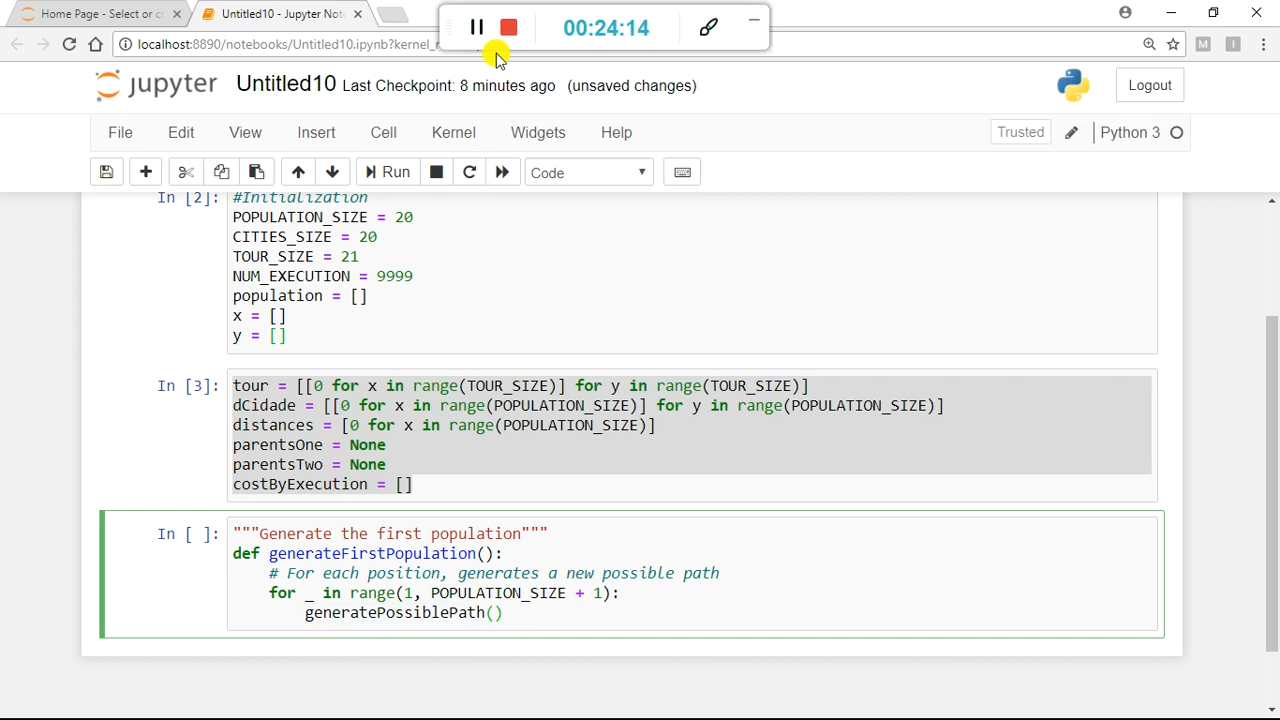 Home Page - Select or cr
Untitled10 - Jupyter Not
00:24:14
localhost:8890/notebooks/Untitled10.ipynb?kernel_
M
I
jupyter
Untitled10 Last Checkpoint: 8 minutes ago (unsaved changes)
Logout
File Edit View Insert Cell Kernel Widgets Help
Trusted
Python 3
Run
Code
In [2]: #Initialization
POPULATION_SIZE = 20
CITIES_SIZE = 20
TOUR_SIZE = 21
NUM_EXECUTION = 9999
population = []
x = []
y = []
In [3]: tour = [[0 for x in range(TOUR_SIZE)] for y in range(TOUR_SIZE)]
dCidade = [[0 for x in range(POPULATION_SIZE)] for y in range(POPULATION_SIZE)]
distances = [0 for x in range(POPULATION_SIZE)]
parentsOne = None
parentsTwo = None
costByExecution = []
In [ ]: """Generate the first population"""
def generateFirstPopulation():
# For each position, generates a new possible path
for _ in range(1, POPULATION_SIZE + 1):
generatePossiblePath()